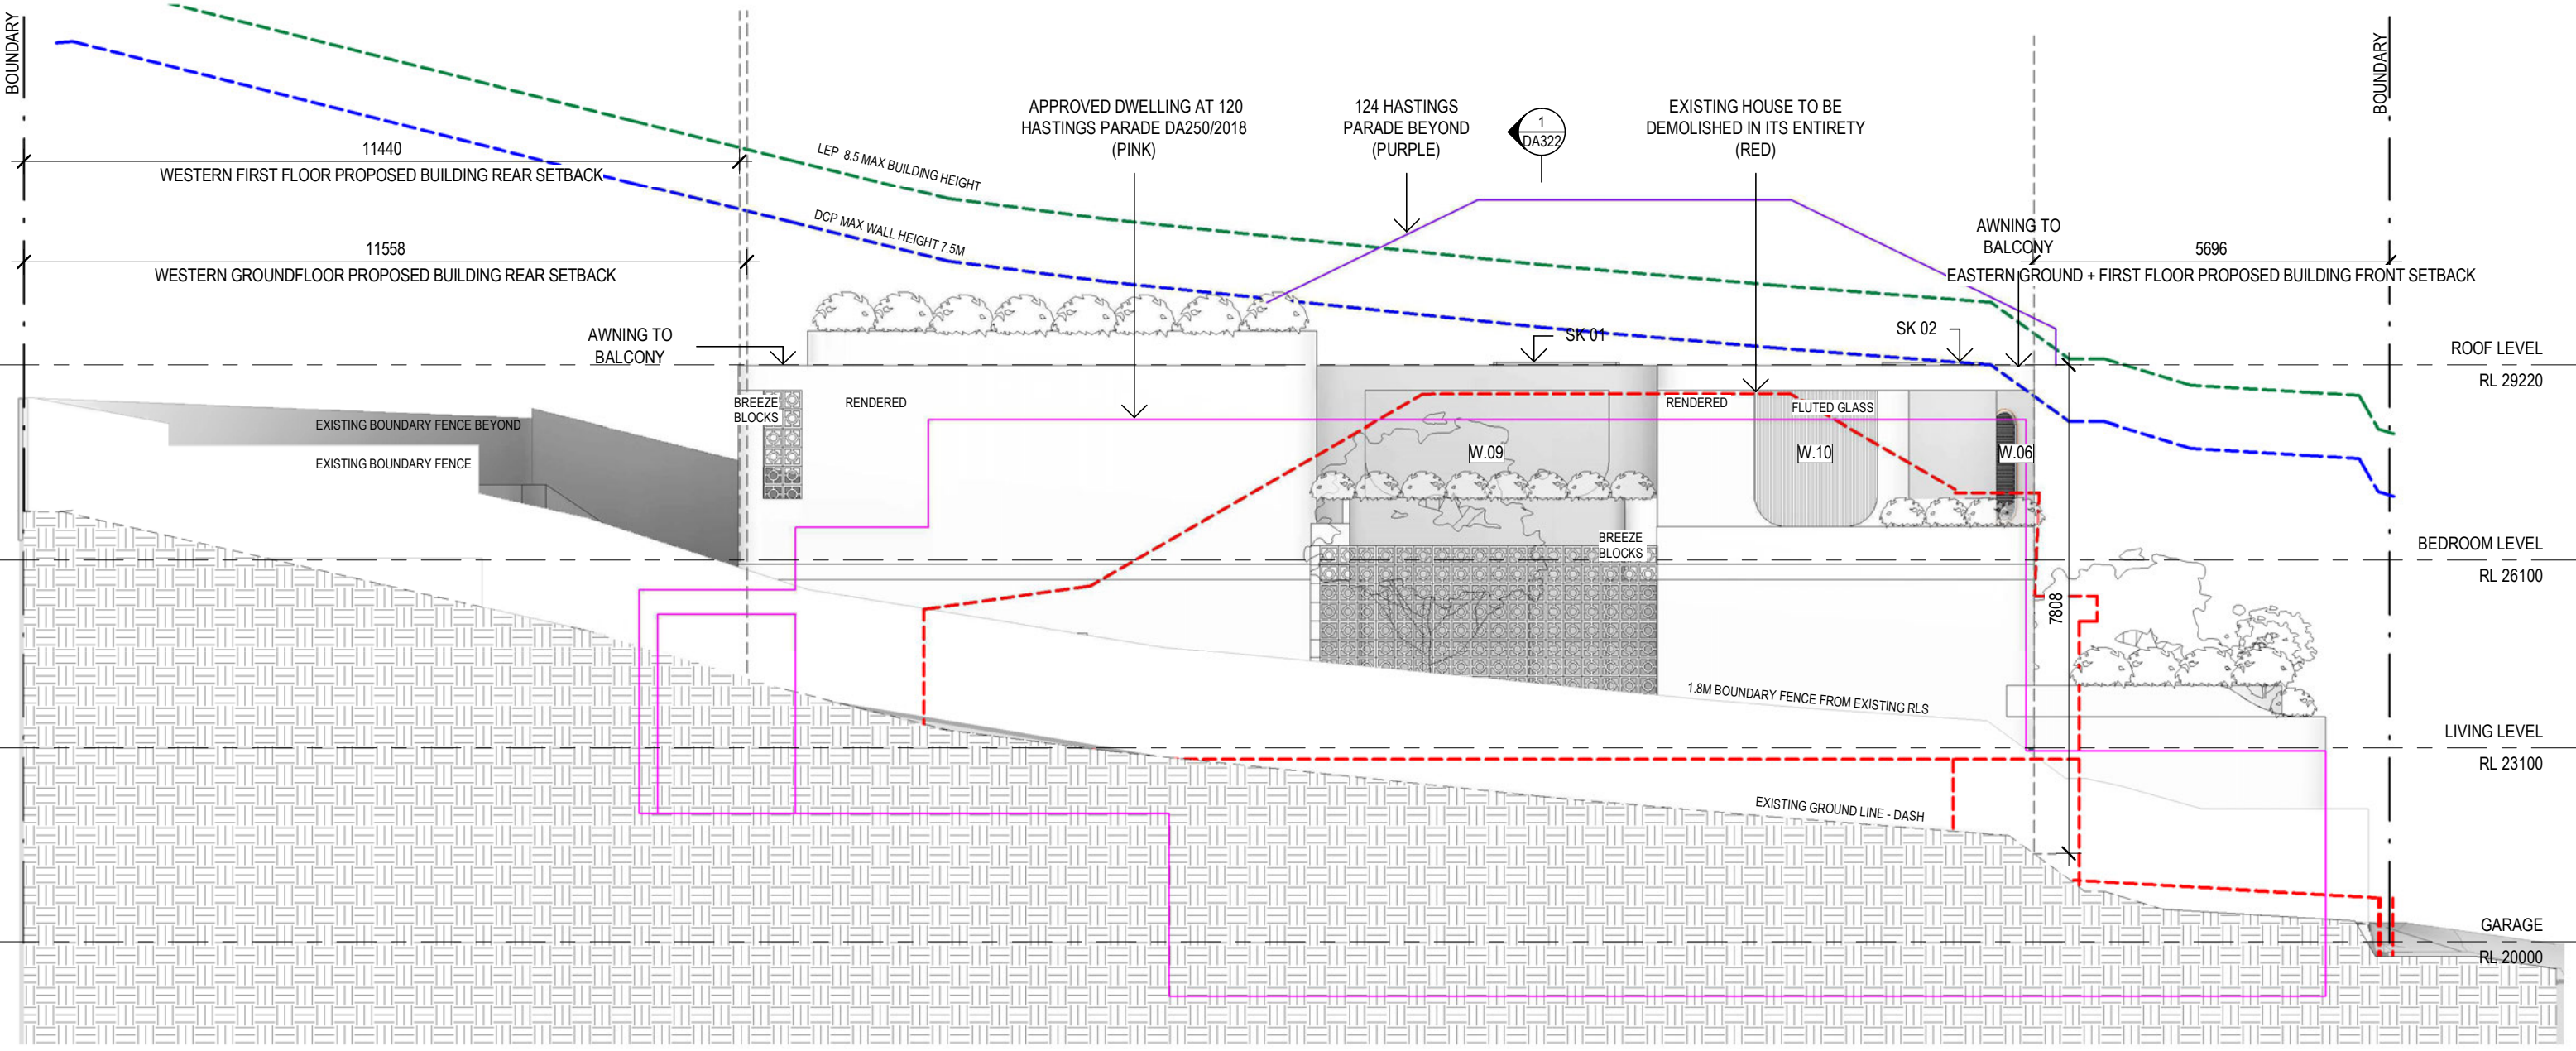 BOUNDARY
BOUNDARY
11440
WESTERN FIRST FLOOR PROPOSED BUILDING REAR SETBACK
11558
WESTERN GROUNDFLOOR PROPOSED BUILDING REAR SETBACK
LEP 8.5 MAX BUILDING HEIGHT
DCP MAX WALL HEIGHT 7.5M
APPROVED DWELLING AT 120
HASTINGS PARADE DA250/2018
(PINK)
124 HASTINGS
PARADE BEYOND
(PURPLE)
1
DA322
EXISTING HOUSE TO BE
DEMOLISHED IN ITS ENTIRETY
(RED)
AWNING TO
BALCONY
5696
EASTERN GROUND + FIRST FLOOR PROPOSED BUILDING FRONT SETBACK
AWNING TO
BALCONY
SK 01
SK 02
ROOF LEVEL
RL 29220
BREEZE
BLOCKS
RENDERED
RENDERED
FLUTED GLASS
EXISTING BOUNDARY FENCE BEYOND
EXISTING BOUNDARY FENCE
W.09
W.10
W.06
BREEZE
BLOCKS
BEDROOM LEVEL
RL 26100
7808
1.8M BOUNDARY FENCE FROM EXISTING RLS
LIVING LEVEL
RL 23100
EXISTING GROUND LINE - DASH
GARAGE
RL 20000